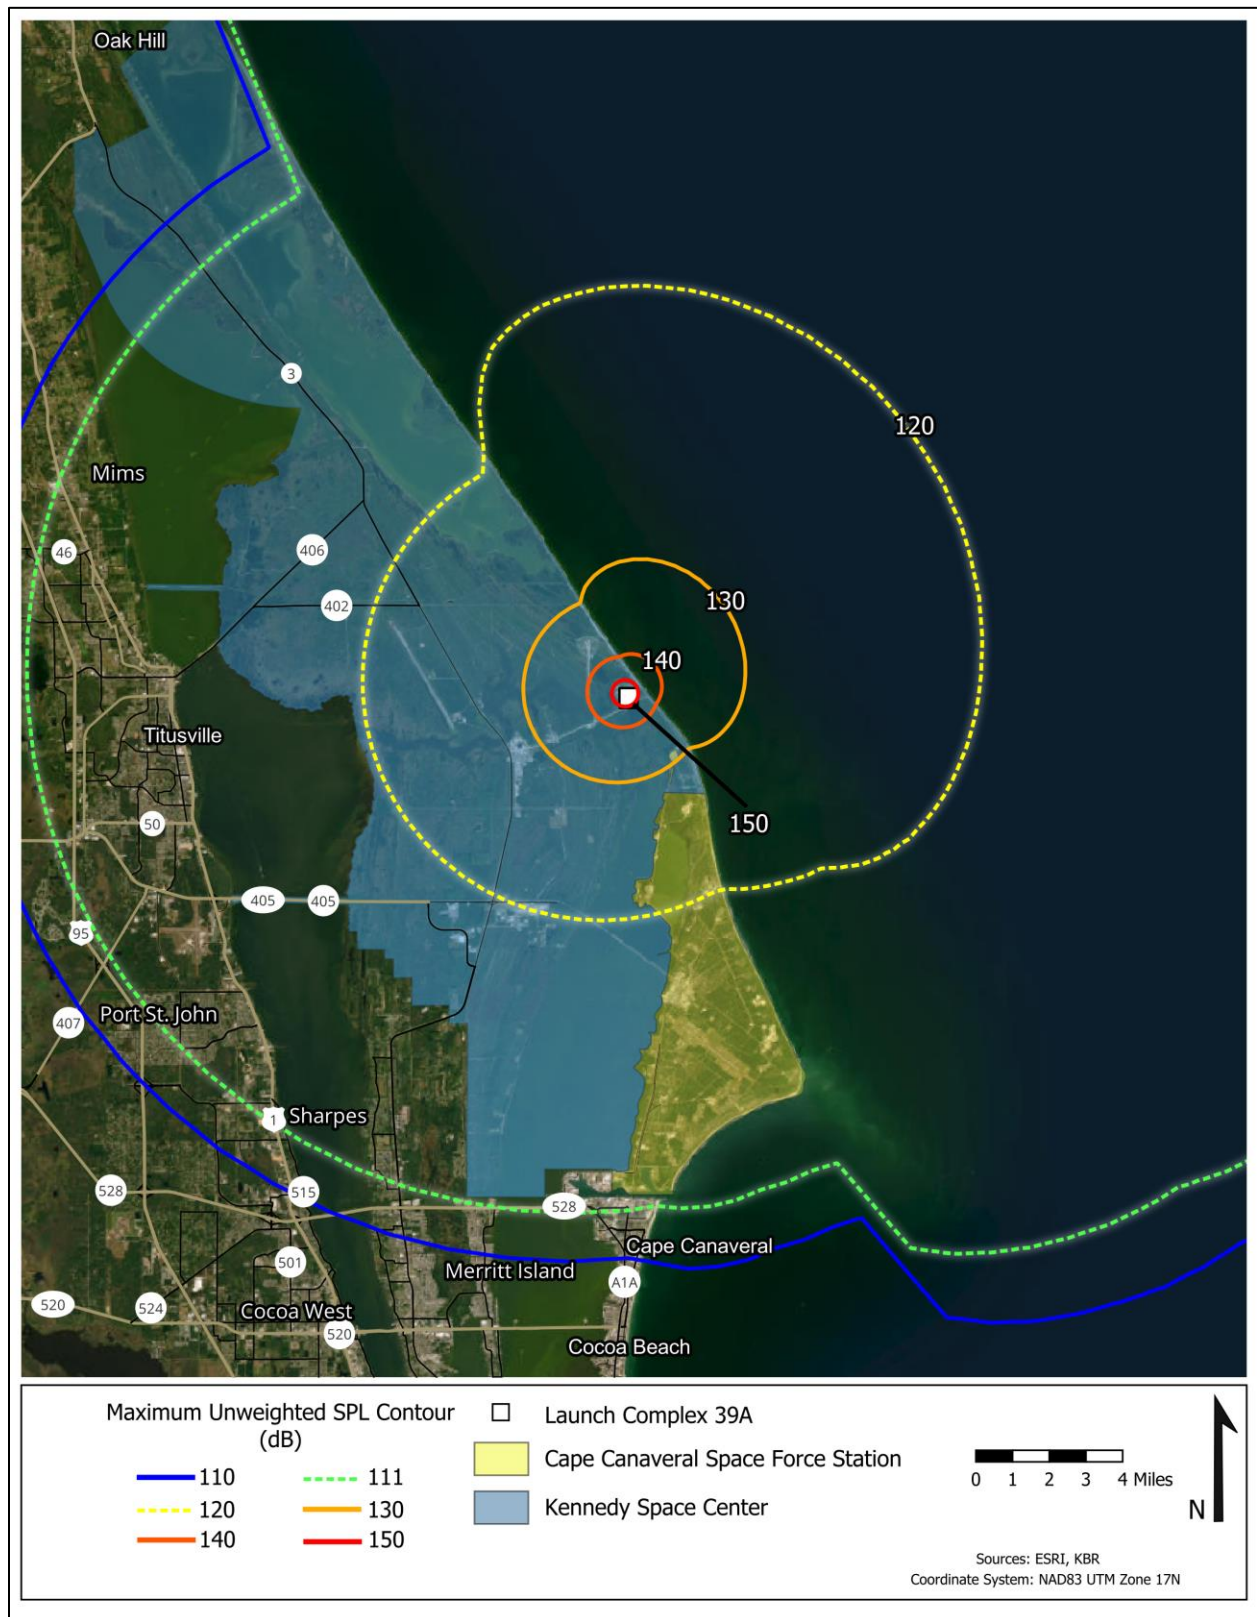 Oak Hill
3
120
Mims
46
406
402
130
140
Titusville
50
150
405
405
95
Port St. John
407
1
Sharpes
528
515
528
Cape Canaveral
501
Merritt Island
A1A
520
524
Cocoa West
520
Cocoa Beach
Maximum Unweighted SPL Contour
(dB)
110
111
120
130
140
150
Launch Complex 39A
Cape Canaveral Space Force Station
Kennedy Space Center
0 1 2 3 4 Miles
N
Sources: ESRI, KBR
Coordinate System: NAD83 UTM Zone 17N